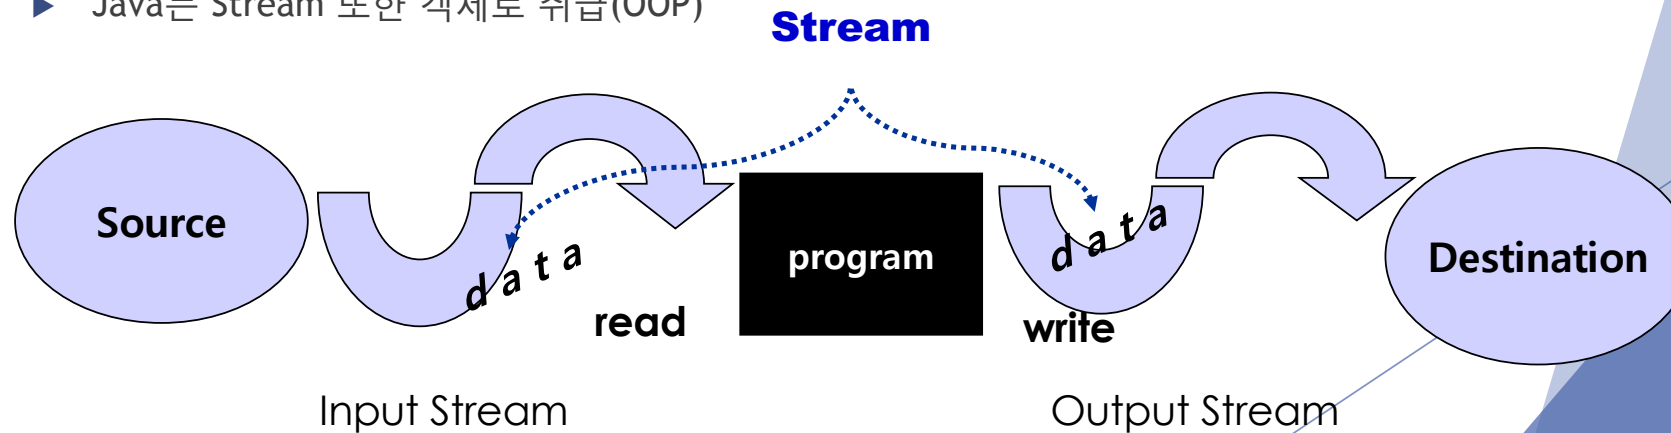 Java는 Stream 또한 객체로 취급(OOP)
Stream
Source
data
read
program
data
write
Destination
Input Stream
Output Stream